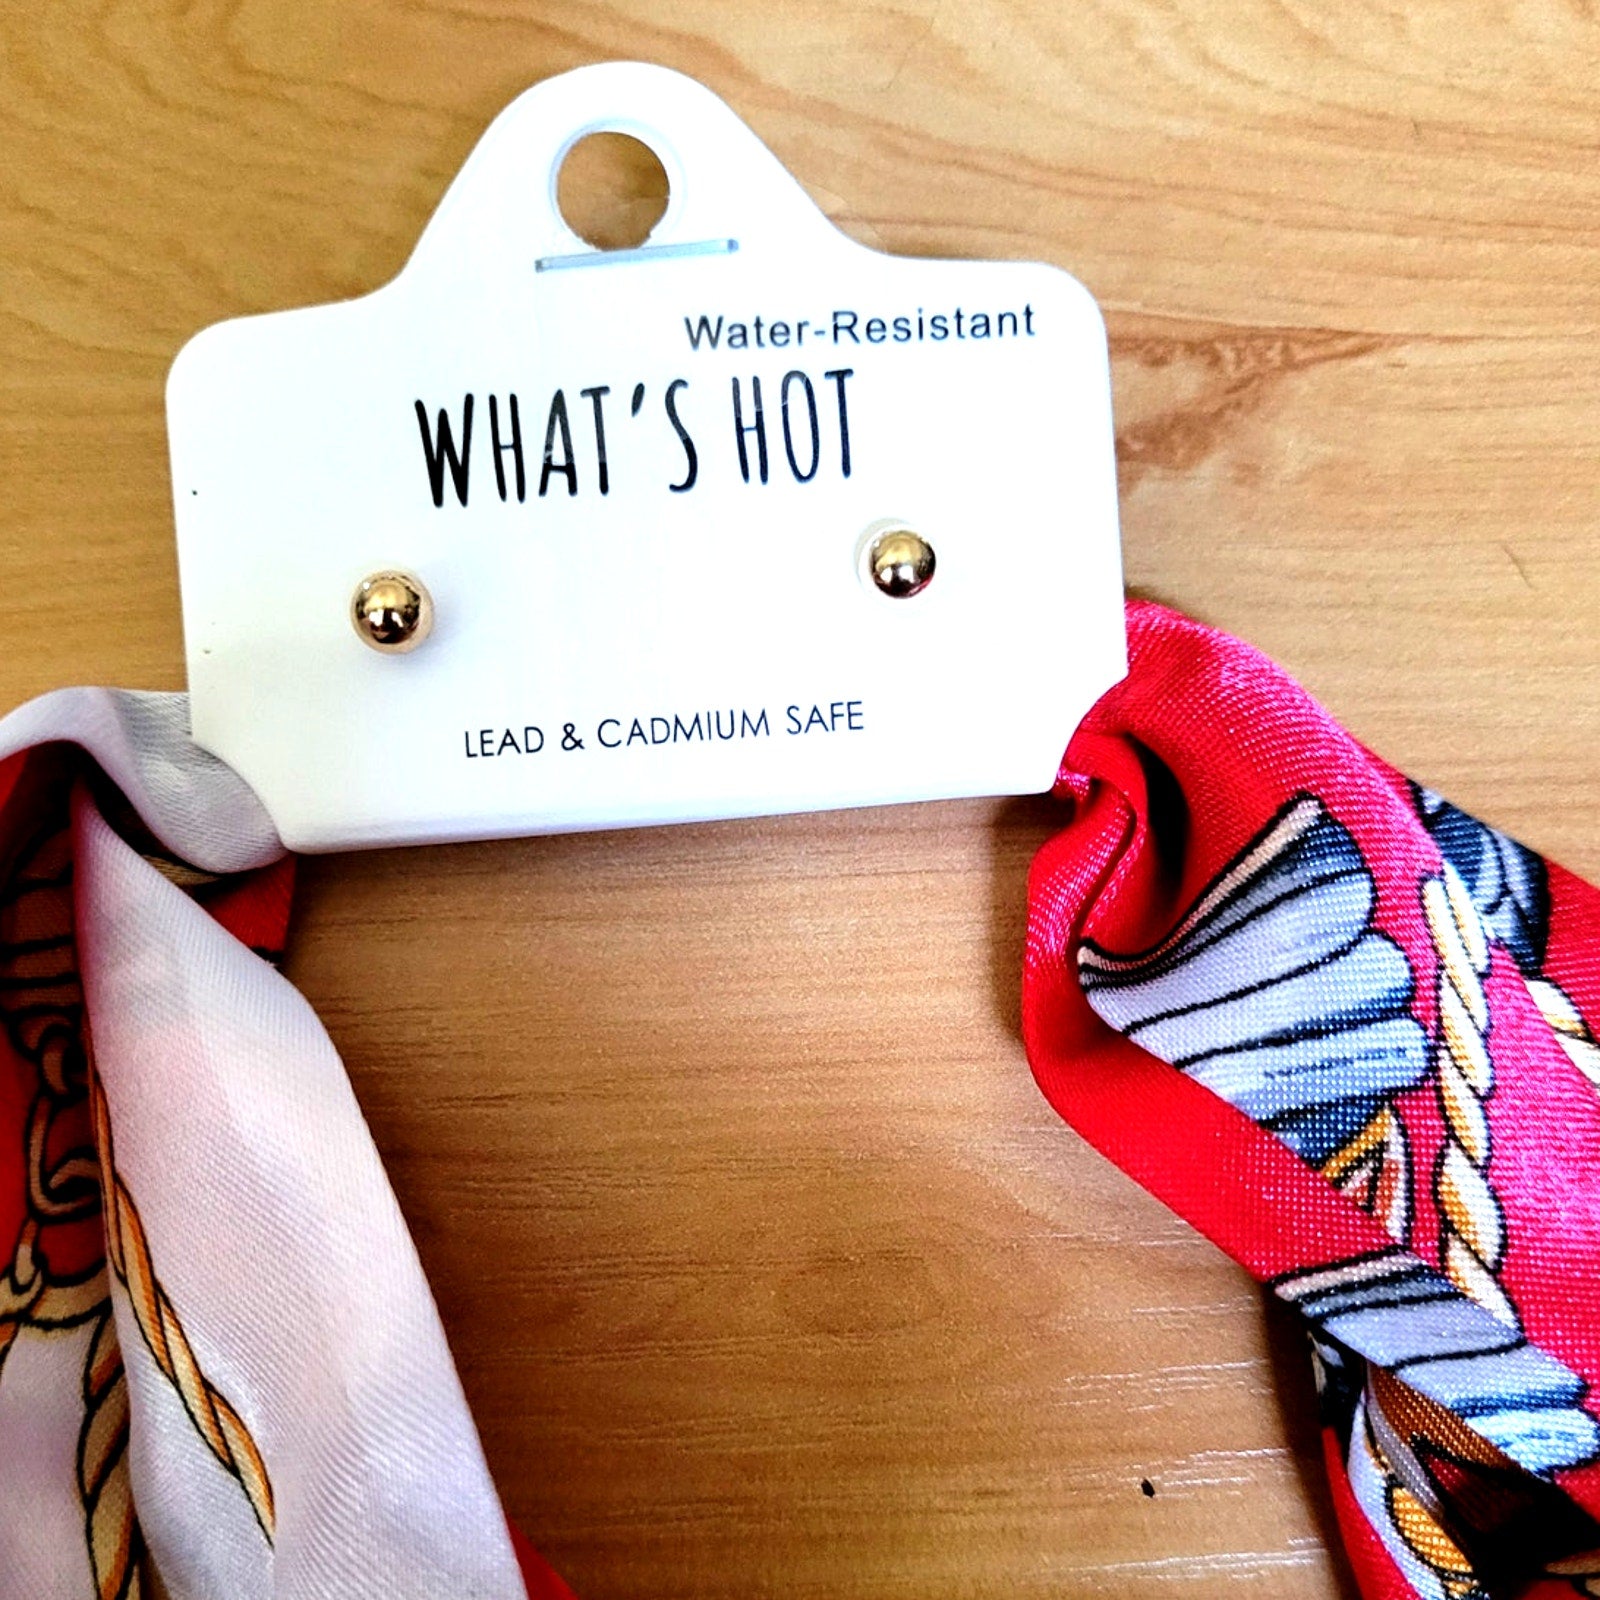 Water-Resistant
WHAT'S HOT
LEAD & CADMIUM SAFE